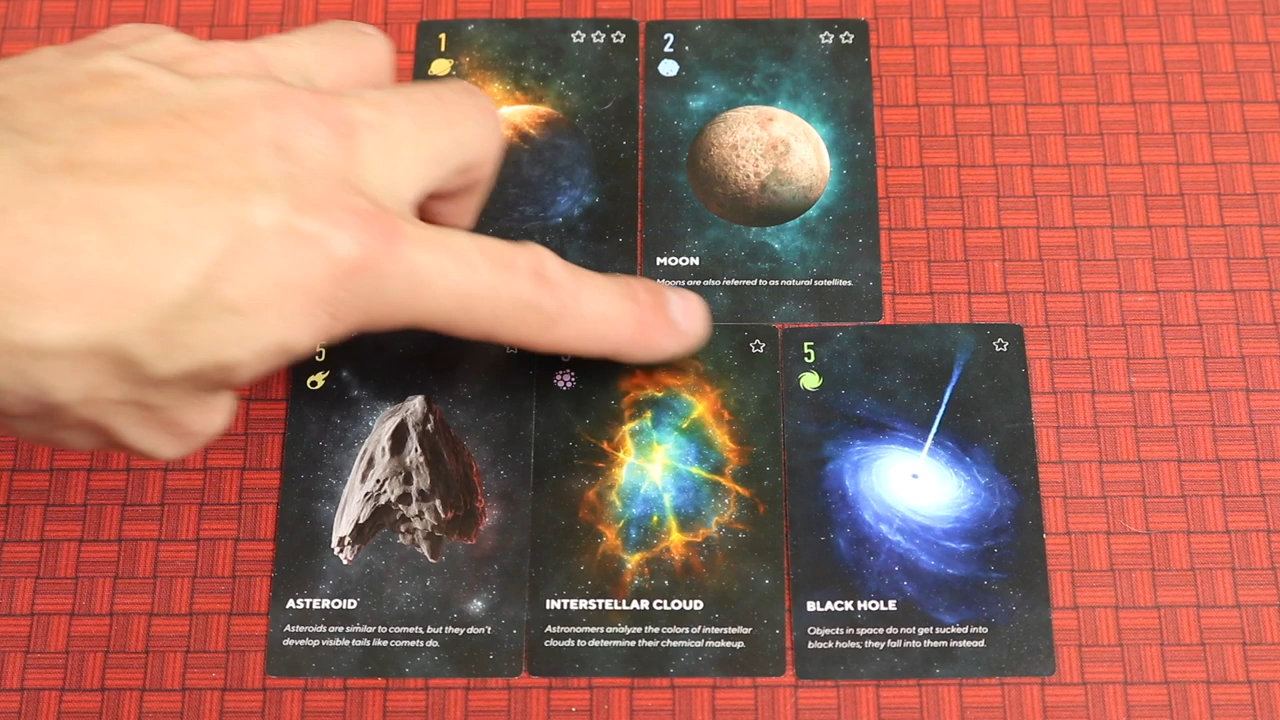 1
2
MOON
Moons are also referred to as natural satellites.
5
5
ASTEROID
Asteroids are similar to comets, but they don't
develop visible tails like comets do.
INTERSTELLAR CLOUD
Astronomers analyze the colors of interstellar
clouds to determine their chemical makeup.
BLACK HOLE
Objects in space do not get sucked into
black holes; they fall into them instead.